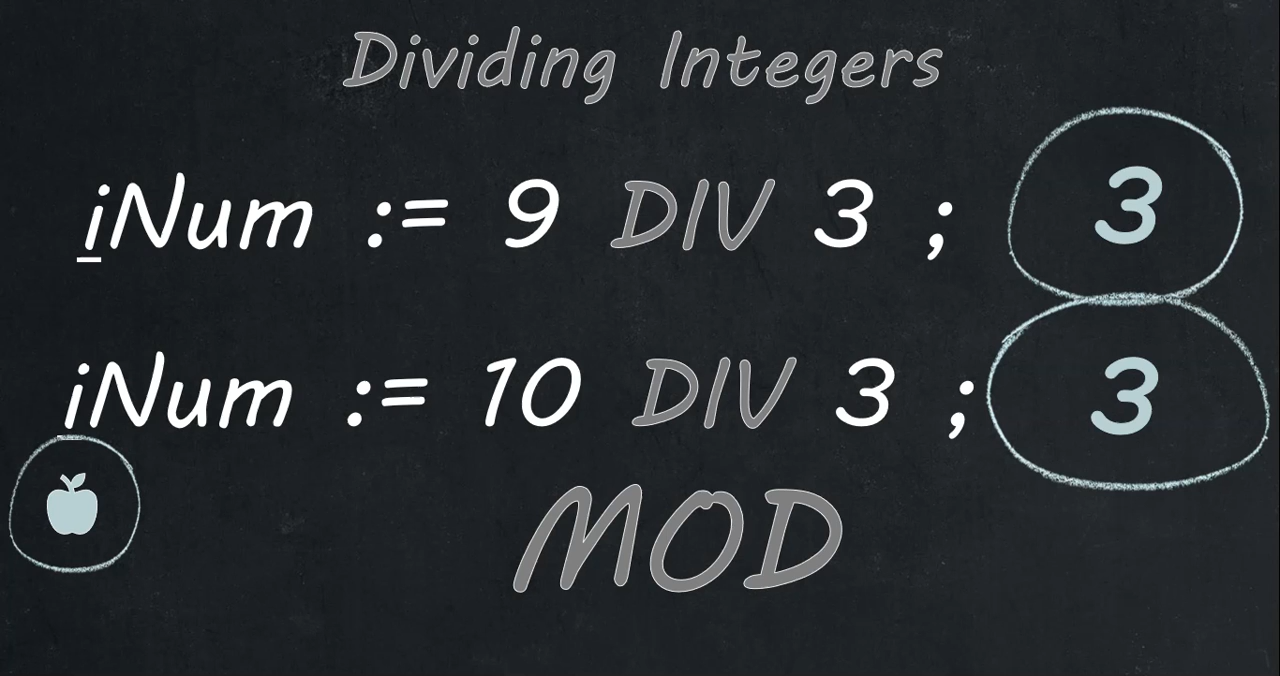 Dividing Integers
iNum := 9 DIV 3 ; 3
iNum := 10 DIV 3 ; 3
MOD